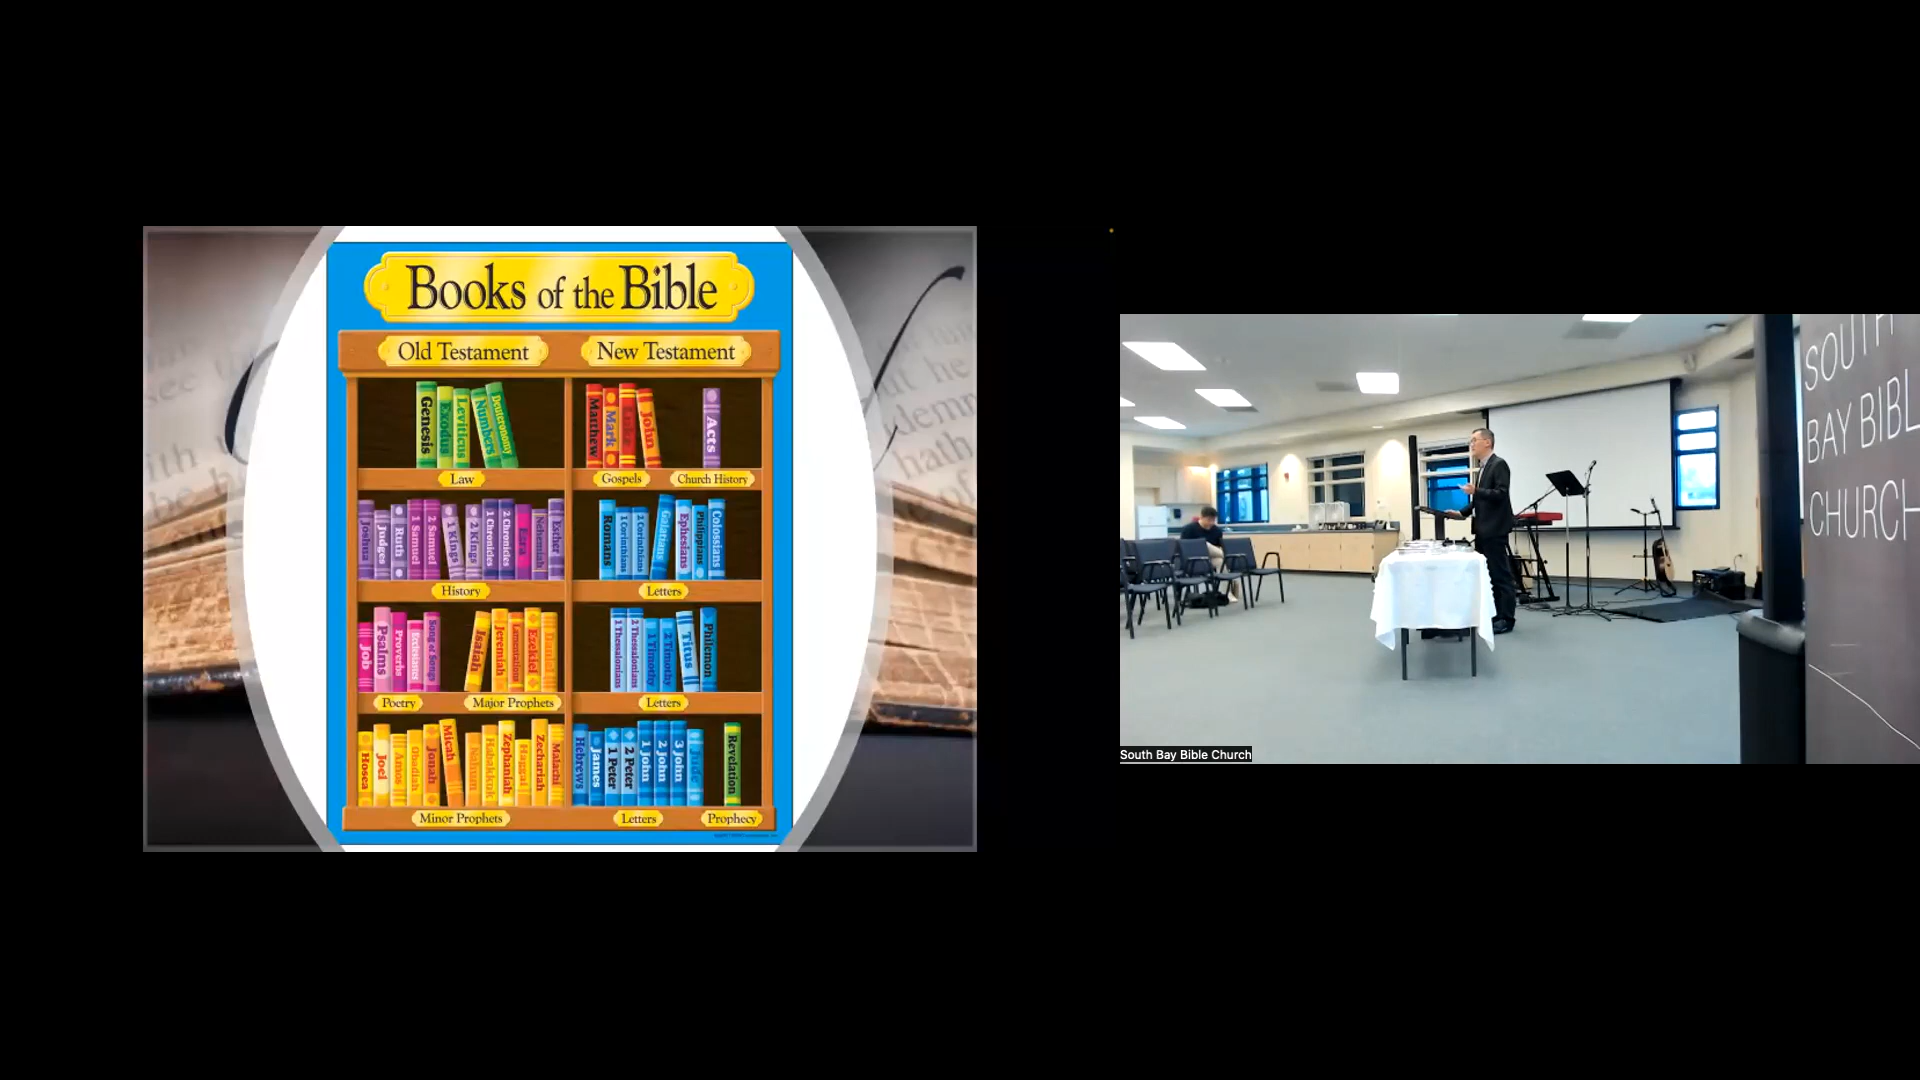 Books of the Bible
Old Testament
New Testament
Genesis
Exodus
Leviticus
Numbers
Deuteronomy
Matthew
Mark
Luke
John
Acts
Law
Gospels
Church History
Joshua
Judges
Ruth
1 Samuel
2 Samuel
1 Kings
2 Kings
1 Chronicles
2 Chronicles
Ezra
Nehemiah
Esther
Romans
1 Corinthians
2 Corinthians
Galatians
Ephesians
Philippians
Colossians
History
Letters
Job
Psalms
Proverbs
Ecclesiastes
Song of Songs
Isaiah
Jeremiah
Lamentations
Ezekiel
Daniel
1 Thessalonians
2 Thessalonians
1 Timothy
2 Timothy
Titus
Philemon
Poetry
Major Prophets
Letters
Hosea
Joel
Amos
Obadiah
Jonah
Micah
Nahum
Habakkuk
Zephaniah
Haggai
Zechariah
Malachi
Hebrews
James
1 Peter
2 Peter
1 John
2 John
3 John
Jude
Revelation
Minor Prophets
Letters
Prophecy
SOUTH
BAY BIBL
CHURCH
South Bay Bible Church